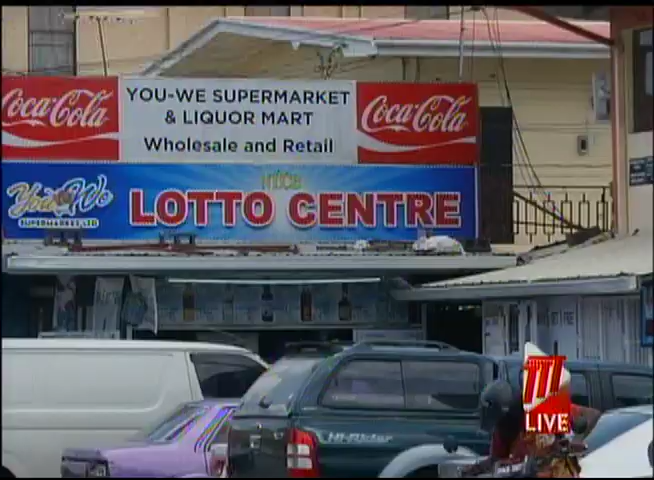 Coca-Cola
YOU-WE SUPERMARKET
& LIQUOR MART
Wholesale and Retail
Coca-Cola
You We
SUPERMARKET LTD
LOTTO CENTRE
Hi-Rider
LIVE